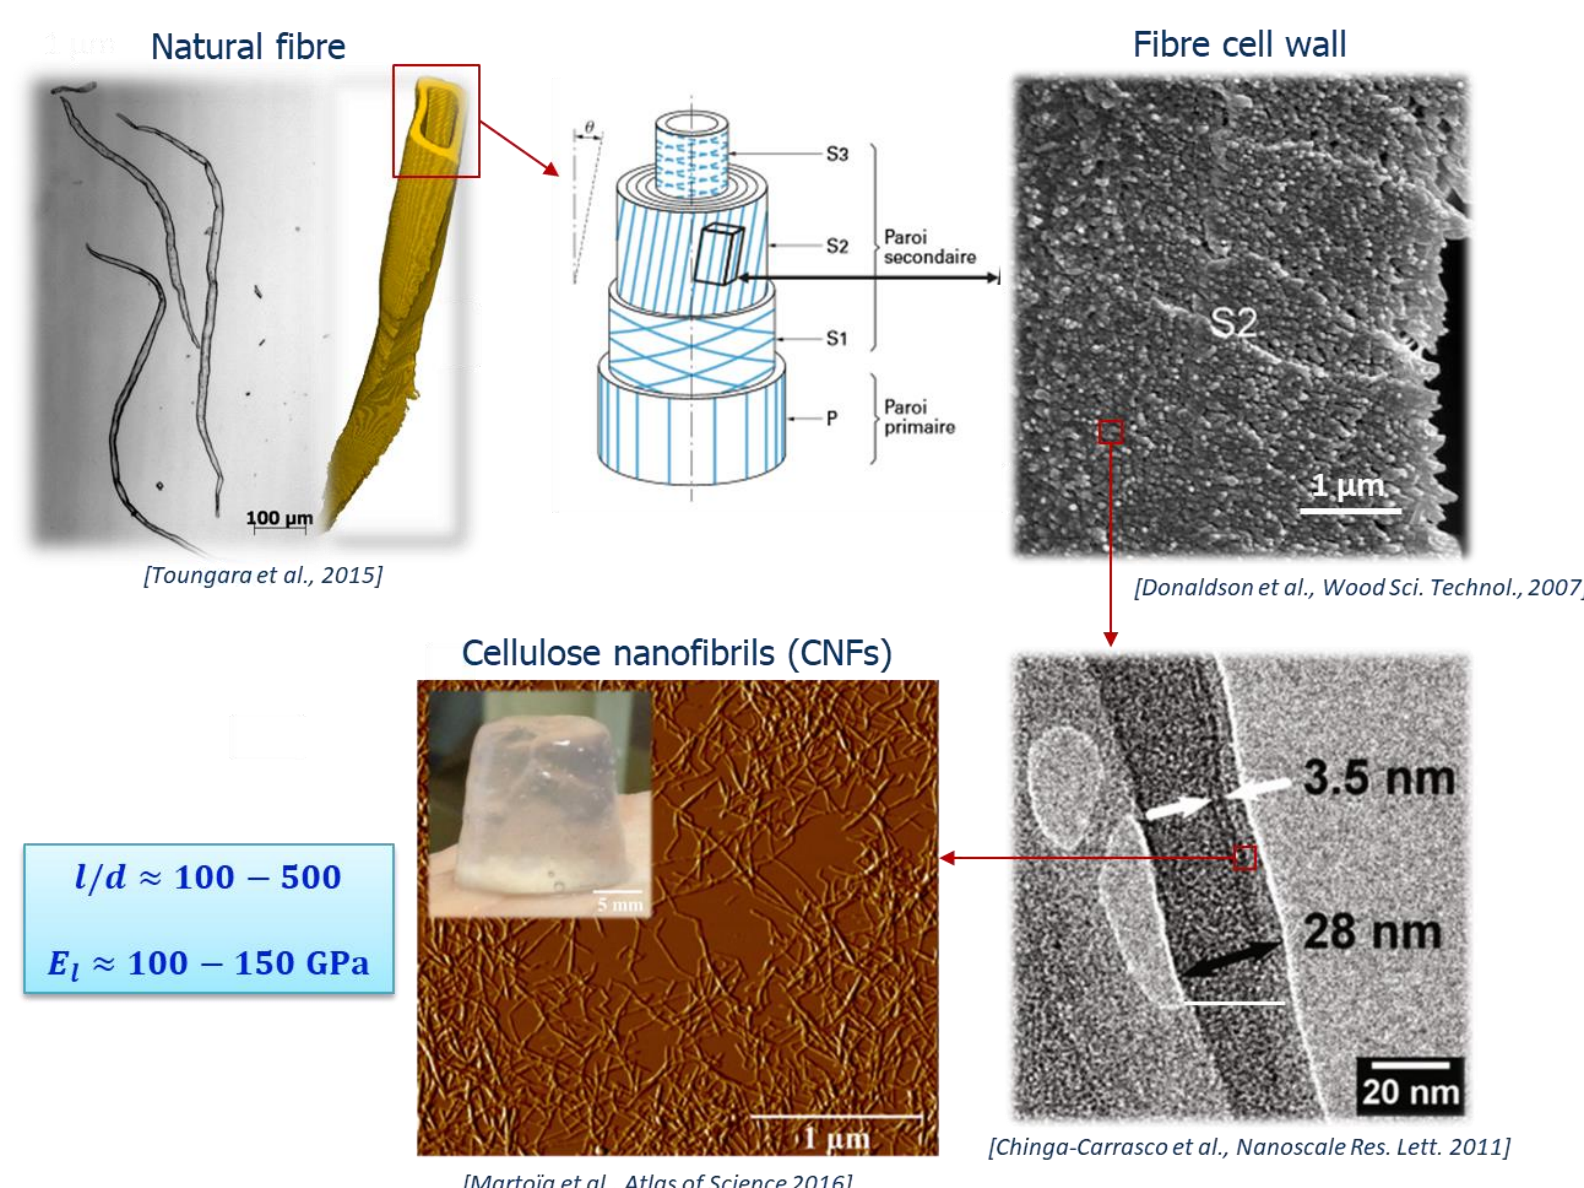 Natural fibre
Fibre cell wall
1 µm
θ
S3
S2
Paroi
secondaire
S1
P
Paroi
primaire
S2
1 µm
100 µm
[Toungara et al., 2015]
[Donaldson et al., Wood Sci. Technol., 2007]
Cellulose nanofibrils (CNFs)
5 mm
1 µm
3.5 nm
28 nm
20 nm
l/d ≈ 100 – 500
E_l ≈ 100 – 150 GPa
[Chinga-Carrasco et al., Nanoscale Res. Lett. 2011]
[Martoïa et al., Atlas of Science 2016]